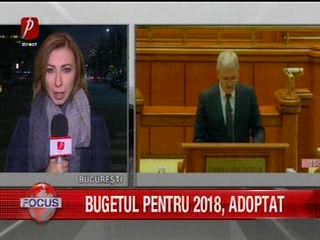 direct
BUCUREȘTI
FOCUS
BUGETUL PENTRU 2018, ADOPTAT